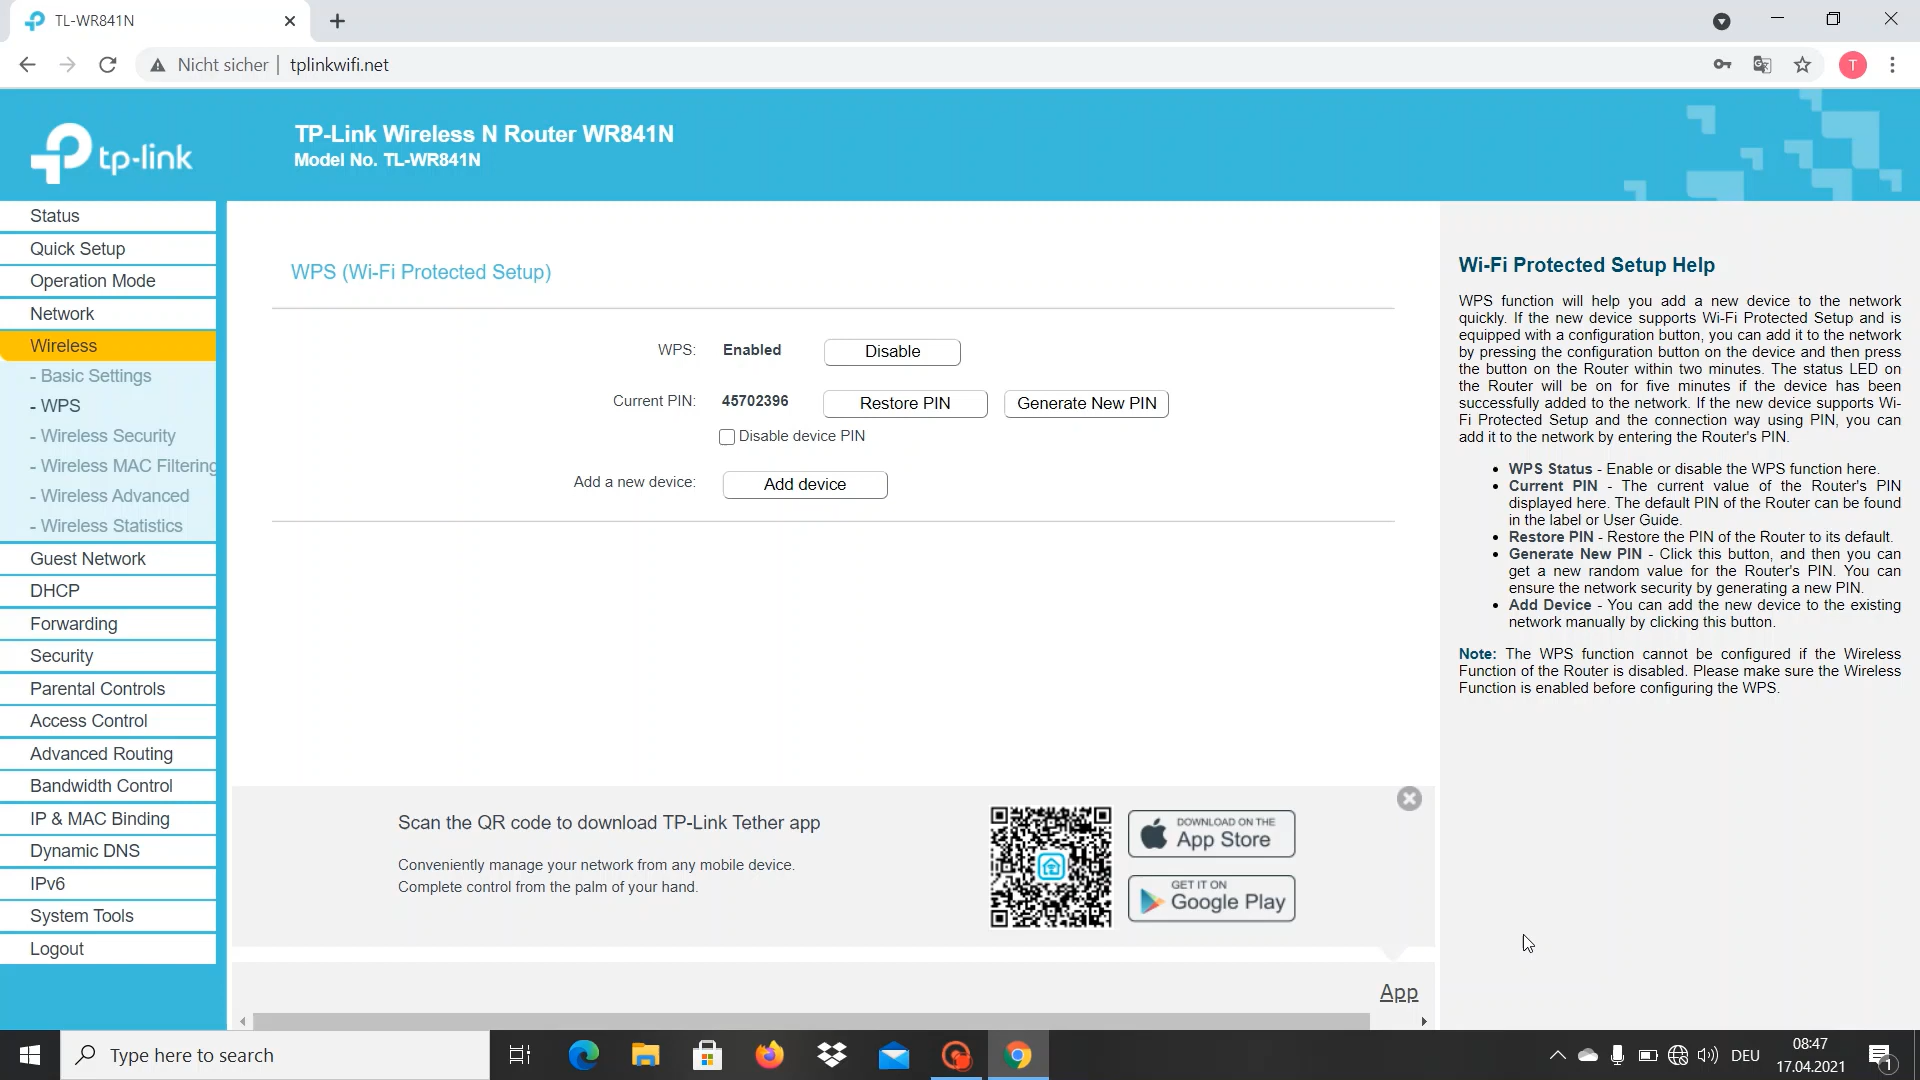 TL-WR841N
Nicht sicher | tplinkwifi.net
T
tp-link
TP-Link Wireless N Router WR841N
Model No. TL-WR841N
Status
Quick Setup
Operation Mode
Network
Wireless
- Basic Settings
- WPS
- Wireless Security
- Wireless MAC Filtering
- Wireless Advanced
- Wireless Statistics
Guest Network
DHCP
Forwarding
Security
Parental Controls
Access Control
Advanced Routing
Bandwidth Control
IP & MAC Binding
Dynamic DNS
IPv6
System Tools
Logout
WPS (Wi-Fi Protected Setup)
WPS: Enabled Disable
Current PIN: 45702396 Restore PIN Generate New PIN
Disable device PIN
Add a new device: Add device
Scan the QR code to download TP-Link Tether app
Conveniently manage your network from any mobile device.
Complete control from the palm of your hand.
DOWNLOAD ON THE
App Store
GET IT ON
Google Play
App
Wi-Fi Protected Setup Help
WPS function will help you add a new device to the network
quickly. If the new device supports Wi-Fi Protected Setup and is
equipped with a configuration button, you can add it to the network
by pressing the configuration button on the device and then press
the button on the Router within two minutes. The status LED on
the Router will be on for five minutes if the device has been
successfully added to the network. If the new device supports Wi-
Fi Protected Setup and the connection way using PIN, you can
add it to the network by entering the Router's PIN.
• WPS Status - Enable or disable the WPS function here.
• Current PIN - The current value of the Router's PIN
displayed here. The default PIN of the Router can be found
in the label or User Guide.
• Restore PIN - Restore the PIN of the Router to its default.
• Generate New PIN - Click this button, and then you can
get a new random value for the Router's PIN. You can
ensure the network security by generating a new PIN.
• Add Device - You can add the new device to the existing
network manually by clicking this button.
Note: The WPS function cannot be configured if the Wireless
Function of the Router is disabled. Please make sure the Wireless
Function is enabled before configuring the WPS.
Type here to search
DEU
08:47
17.04.2021
1